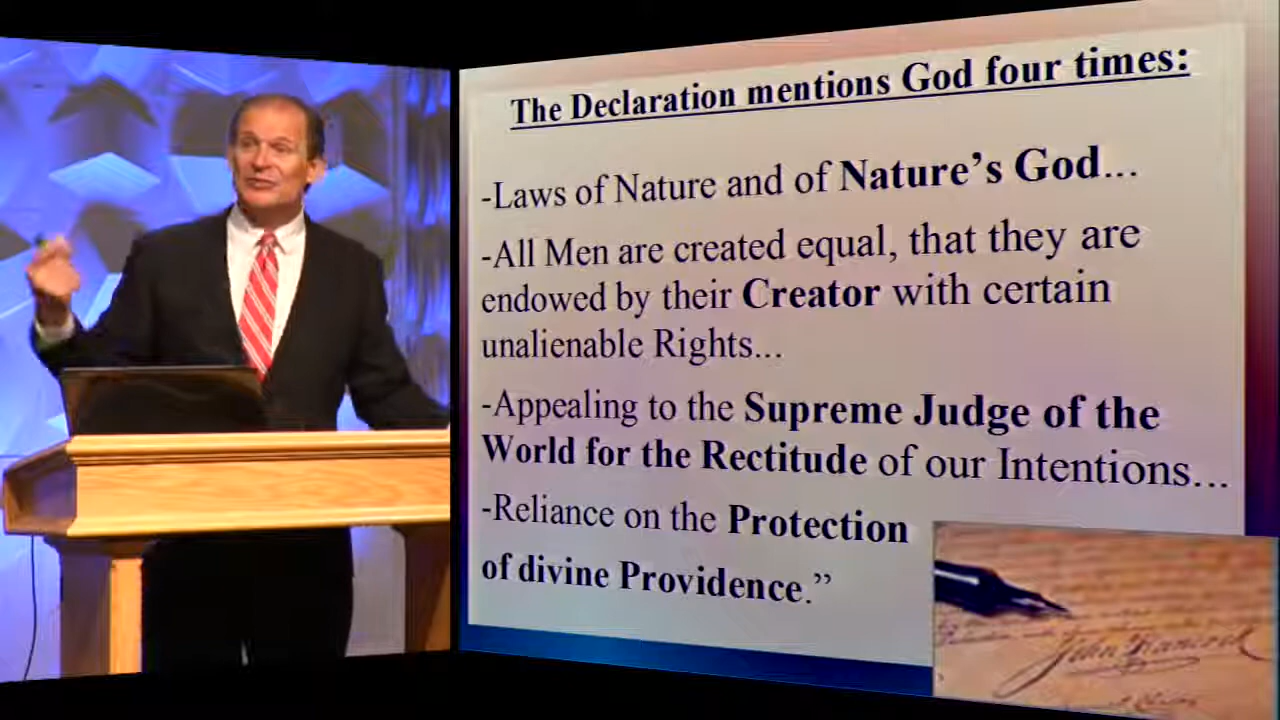 The Declaration mentions God four times:
-Laws of Nature and of Nature's God...
-All Men are created equal, that they are
endowed by their Creator with certain
unalienable Rights...
-Appealing to the Supreme Judge of the
World for the Rectitude of our Intentions...
-Reliance on the Protection
of divine Providence.”
John Hancock